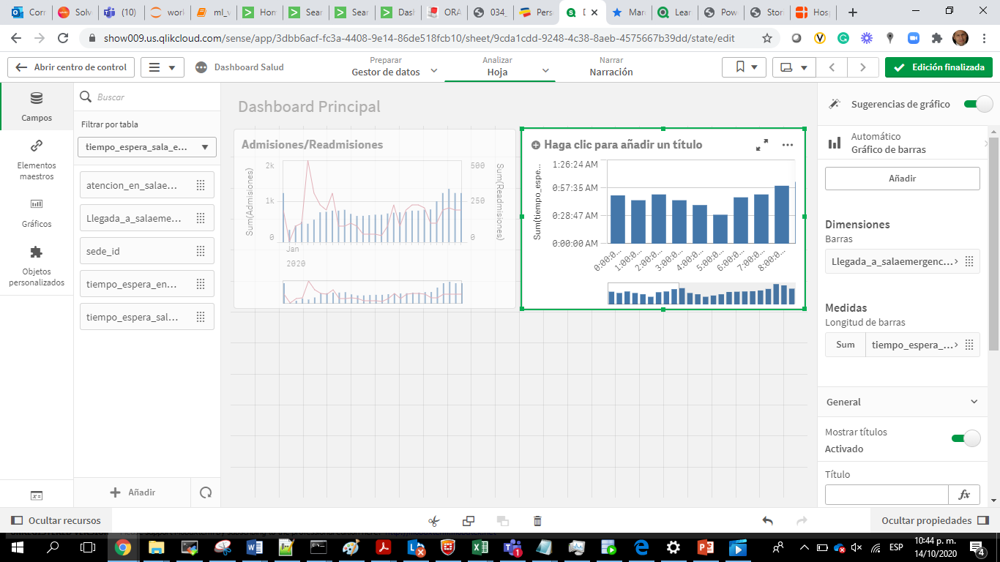 Corr
Solv
(10)
work
ml_v
Hom
Sear
Sear
Dash
ORA
034_
Pers
D
Mar
Lear
Pow
Stor
Hosp
show009.us.qlikcloud.com/sense/app/3dbb6acf-fc3a-4408-9e14-86de518fcb10/sheet/9cda1cdd-9248-4c38-8aeb-4575667b39dd/state/edit
Abrir centro de control
Dashboard Salud
Preparar
Gestor de datos
Analizar
Hoja
Narrar
Narración
Edición finalizada
Campos
Elementos
maestros
Gráficos
Objetos
personalizados
Buscar
Filtrar por tabla
tiempo_espera_sala_e...
atencion_en_salae...
Llegada_a_salaeme...
sede_id
tiempo_espera_en...
tiempo_espera_sal...
Añadir
Dashboard Principal
Admisiones/Readmisiones
Sum(Admisiones)
2k
1k
0
500
250
0
Sum(Readmisiones)
Jan
2020
Haga clic para añadir un título
Sum(tiempo_espe...
1:26:24 AM
0:57:35 AM
0:28:47 AM
0:00:00 AM
0:00:0...
1:00:0...
2:00:0...
3:00:0...
4:00:0...
5:00:0...
6:00:0...
7:00:0...
8:00:0...
Sugerencias de gráfico
Automático
Gráfico de barras
Añadir
Dimensiones
Barras
Llegada_a_salaemergenc...
Medidas
Longitud de barras
Sum
tiempo_espera_...
General
Mostrar títulos
Activado
Título
fx
Ocultar recursos
Ocultar propiedades
ESP
10:44 p. m.
14/10/2020
4